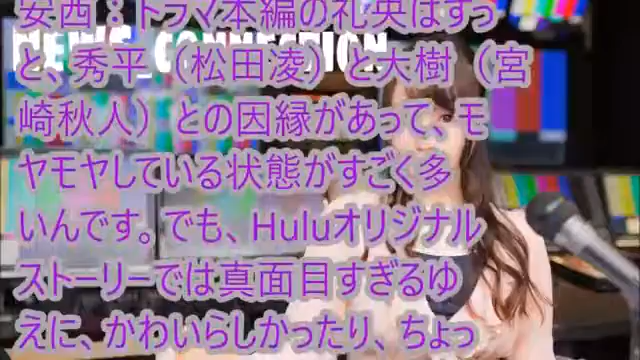 安西：ドラマ本編の礼央はずっ
NEWS CONNECTION
と、秀平（松田凌）と大樹（宮
崎秋人）との因縁があって、モ
ヤモヤしている状態がすごく多
いんです。でも、Huluオリジナル
ストーリーでは真面目すぎるゆ
えに、かわいらしかったり、ちょっ